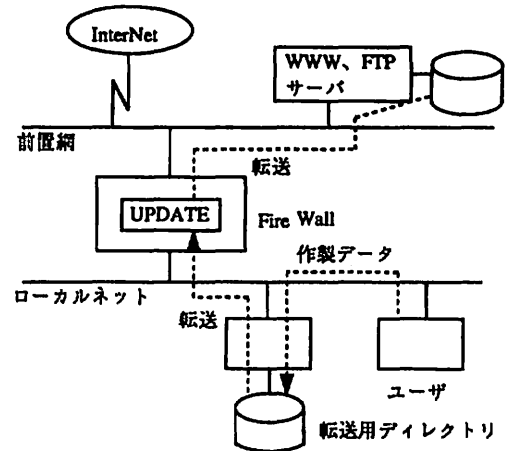 InterNet
WWW、FTP
サーバ
前置網
転送
UPDATE
Fire Wall
作製データ
ローカルネット
転送
ユーザ
転送用ディレクトリ